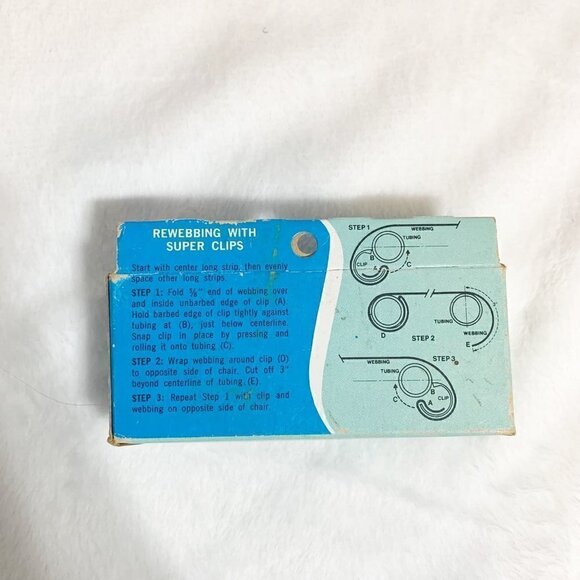 REWEBBING WITH
SUPER CLIPS
Start with center long strip, then evenly
space other long strips.
STEP 1: Fold 5/8" end of webbing over
and inside unbarbed edge of clip (A).
Hold barbed edge of clip tightly against
tubing at (B), just below centerline.
Snap clip in place by pressing and
rolling it onto tubing (C).
STEP 2: Wrap webbing around clip (D)
to opposite side of chair. Cut off 3"
beyond centerline of tubing (E).
STEP 3: Repeat Step 1 with clip and
webbing on opposite side of chair.
STEP 1
WEBBING
TUBING
B
CLIP
A
C
D
TUBING
STEP 2
WEBBING
E
STEP 3
WEBBING
TUBING
B
CLIP
A
C